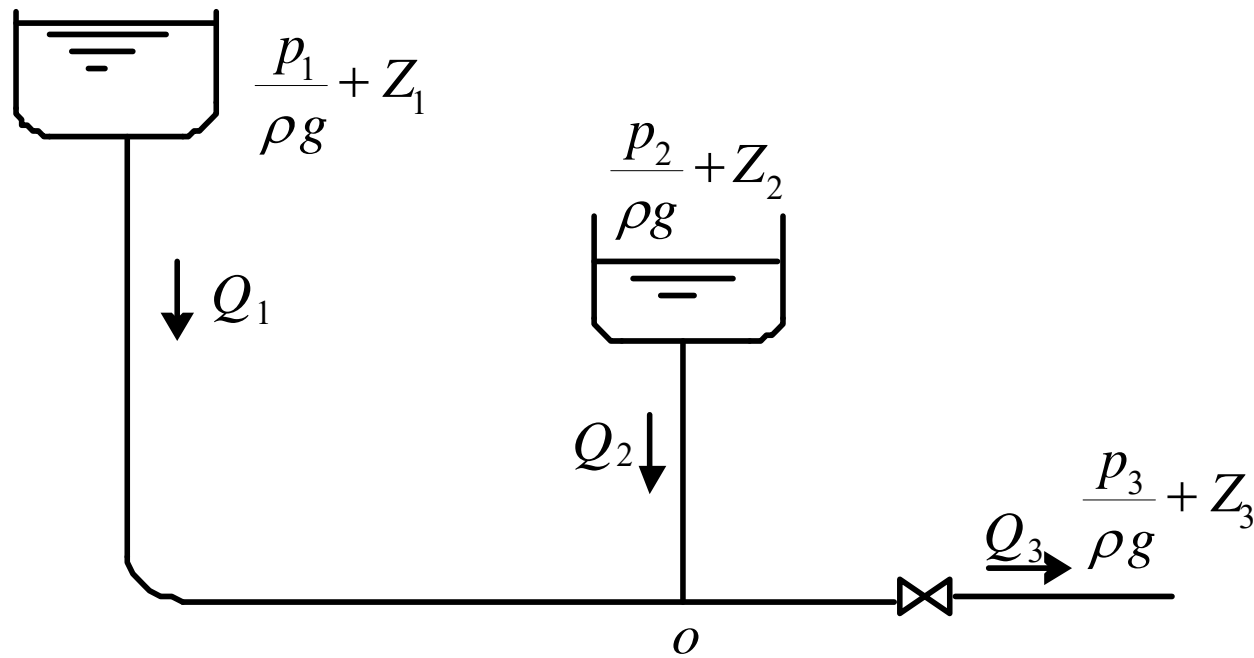 p₁/ρg + Z₁
p₂/ρg + Z₂
Q₁
Q₂
Q₃
p₃/ρg + Z₃
o